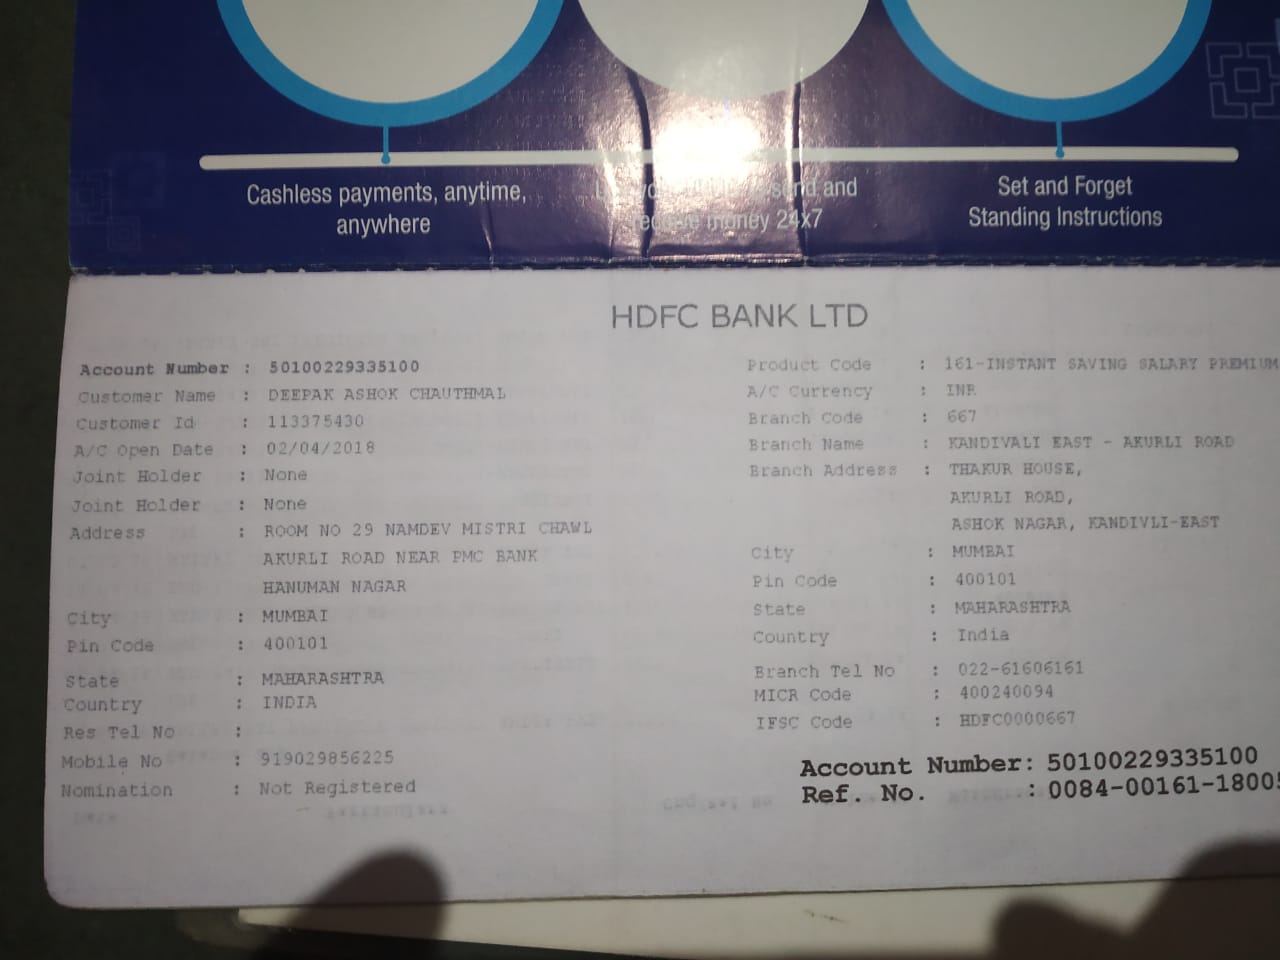 Cashless payments, anytime,
anywhere
send and
receive money 24x7
Set and Forget
Standing Instructions
HDFC BANK LTD
Account Number : 50100229335100
Customer Name : DEEPAK ASHOK CHAUTHMAL
Customer Id : 113375430
A/C Open Date : 02/04/2018
Joint Holder : None
Joint Holder : None
Address : ROOM NO 29 NAMDEV MISTRI CHAWL
AKURLI ROAD NEAR PMC BANK
HANUMAN NAGAR
City : MUMBAI
Pin Code : 400101
State : MAHARASHTRA
Country : INDIA
Res Tel No :
Mobile No : 919029856225
Nomination : Not Registered
Product Code : 161-INSTANT SAVING SALARY PREMIUM
A/C Currency : INR
Branch Code : 667
Branch Name : KANDIVALI EAST - AKURLI ROAD
Branch Address : THAKUR HOUSE,
AKURLI ROAD,
ASHOK NAGAR, KANDIVLI-EAST
City : MUMBAI
Pin Code : 400101
State : MAHARASHTRA
Country : India
Branch Tel No : 022-61606161
MICR Code : 400240094
IFSC Code : HDFC0000667
Account Number: 50100229335100
Ref. No. : 0084-00161-18005